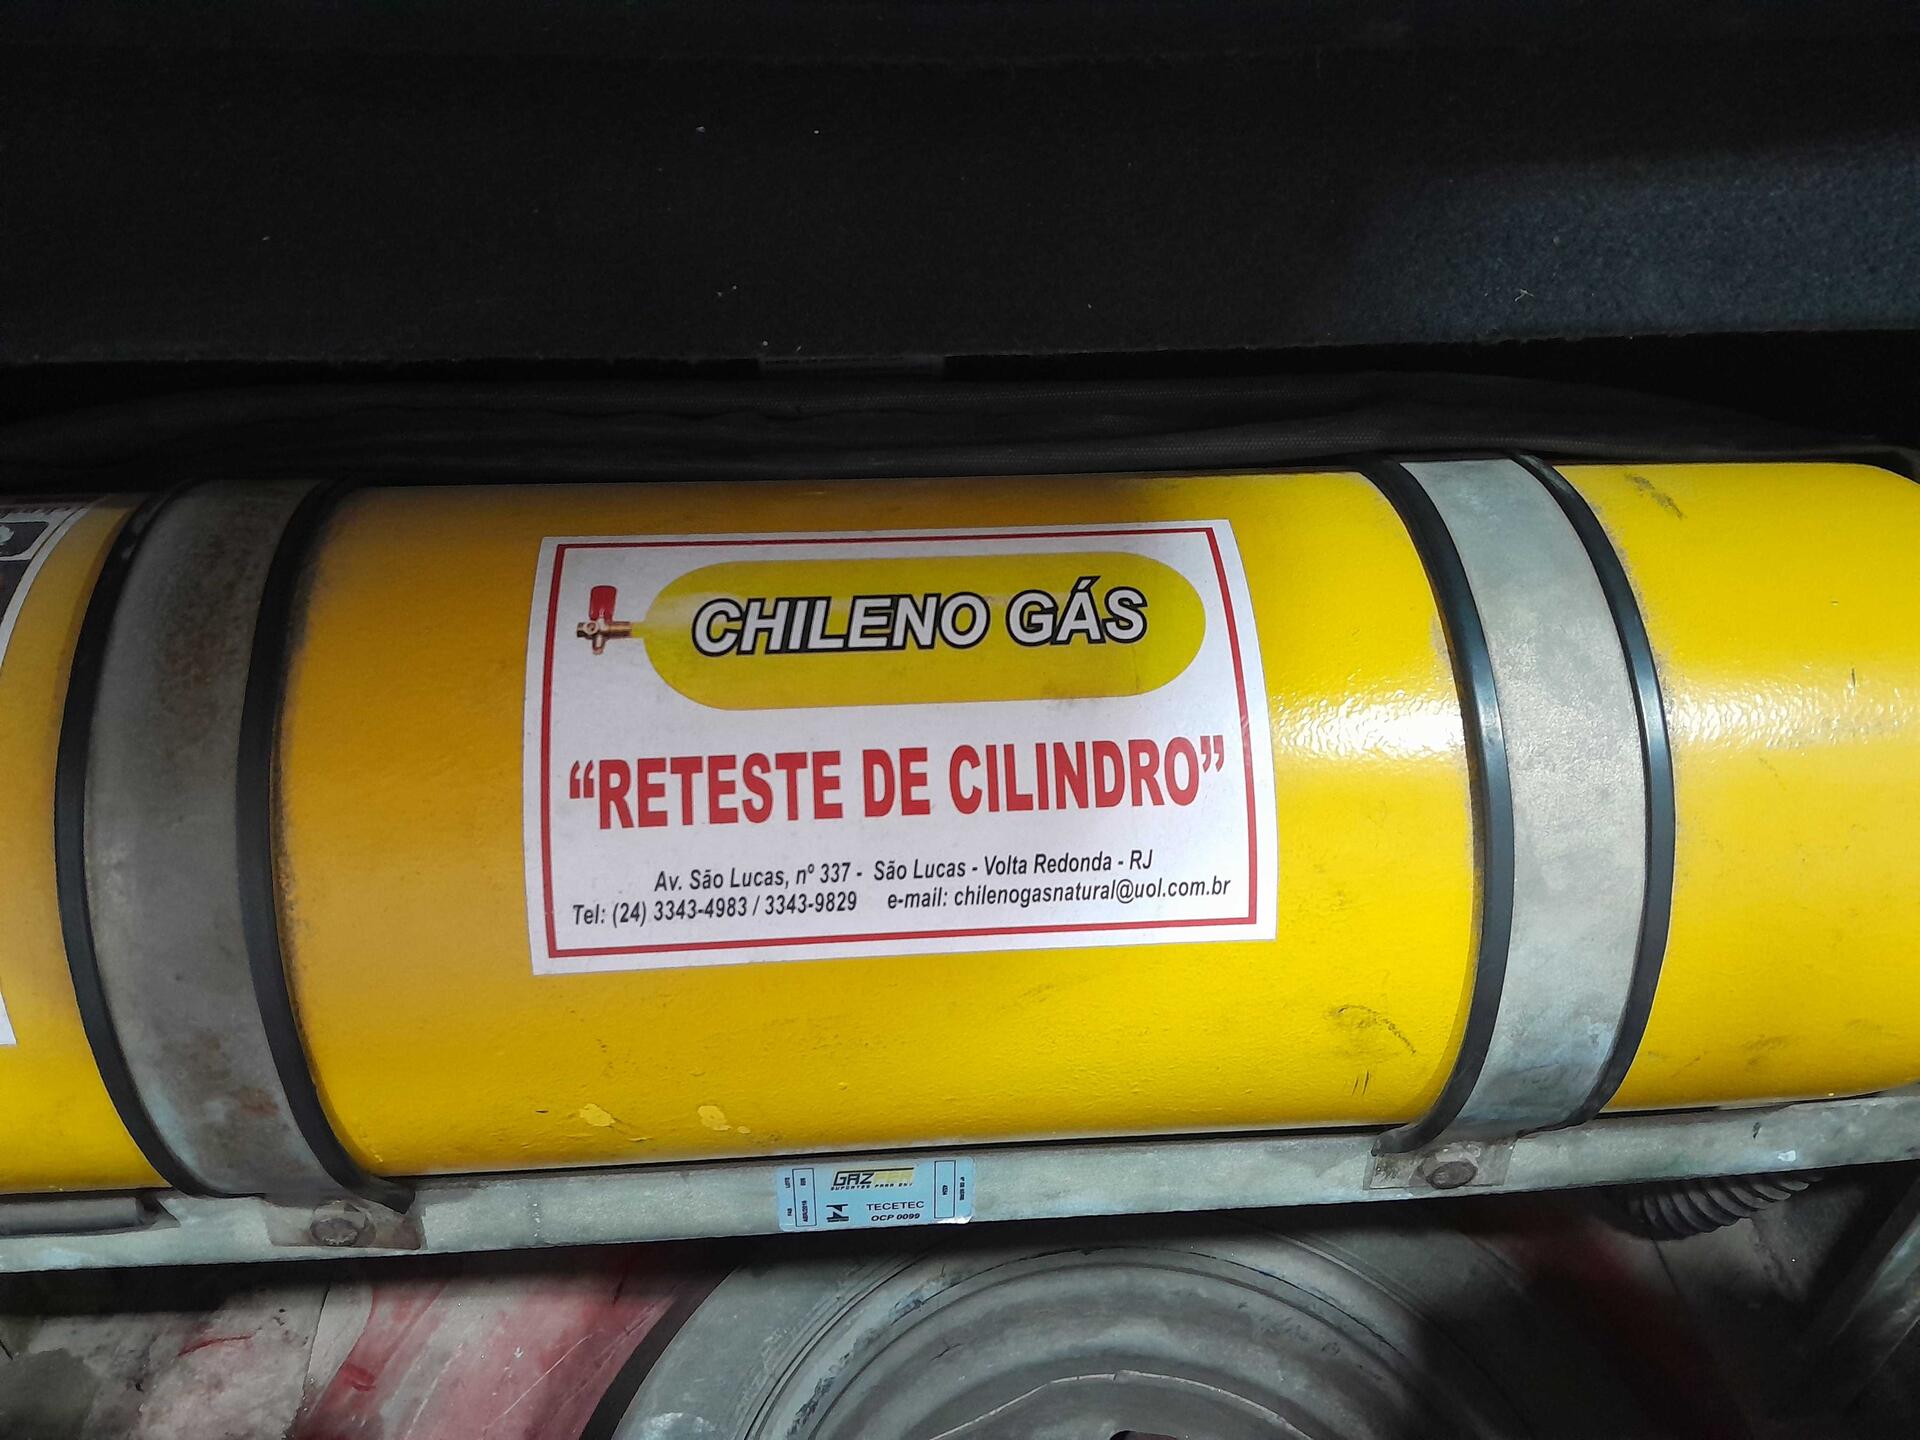 CHILENO GÁS
“RETESTE DE CILINDRO”
Av. São Lucas, nº 337 - São Lucas - Volta Redonda - RJ
Tel: (24) 3343-4983 / 3343-9829 e-mail: chilenogasnatural@uol.com.br
TECETEC
OCP 0099